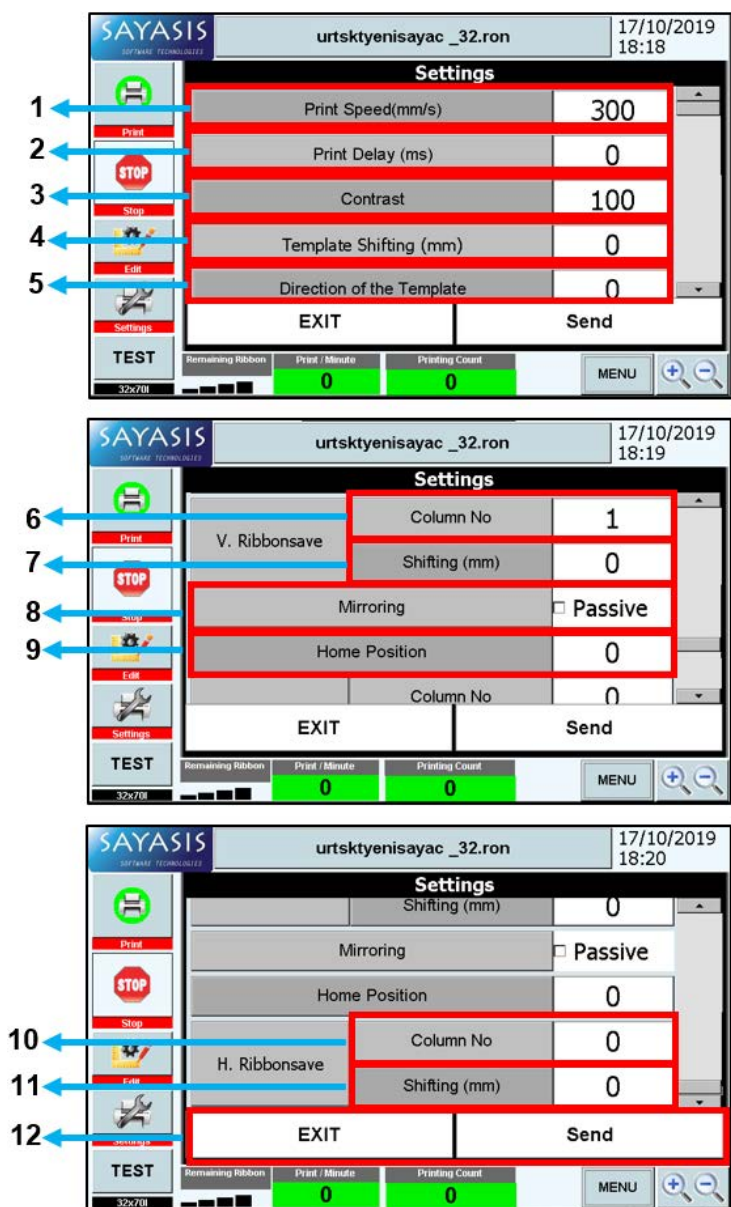 SAYASIS urtsktyenisayac _32.ron 17/10/2019
SOFTWARE TECHNOLOGIES 18:18
Settings
1 Print Speed(mm/s) 300
Print
2 Print Delay (ms) 0
STOP
3 Contrast 100
Stop
4 Template Shifting (mm) 0
Edit
5 Direction of the Template 0
Settings
EXIT Send
TEST Remaining Ribbon Print / Minute Printing Count
0 0 MENU
32x70I
SAYASIS urtsktyenisayac _32.ron 17/10/2019
SOFTWARE TECHNOLOGIES 18:19
Settings
6 V. Ribbonsave Column No 1
Print
7 Shifting (mm) 0
STOP
8 Mirroring Passive
Stop
9 Home Position 0
Edit
Column No 0
Settings
EXIT Send
TEST Remaining Ribbon Print / Minute Printing Count
0 0 MENU
32x70I
SAYASIS urtsktyenisayac _32.ron 17/10/2019
SOFTWARE TECHNOLOGIES 18:20
Settings
Shifting (mm) 0
Print
Mirroring Passive
STOP
Home Position 0
Stop
10 H. Ribbonsave Column No 0
Edit
11 Shifting (mm) 0
12 EXIT Send
Settings
TEST Remaining Ribbon Print / Minute Printing Count
0 0 MENU
32x70I